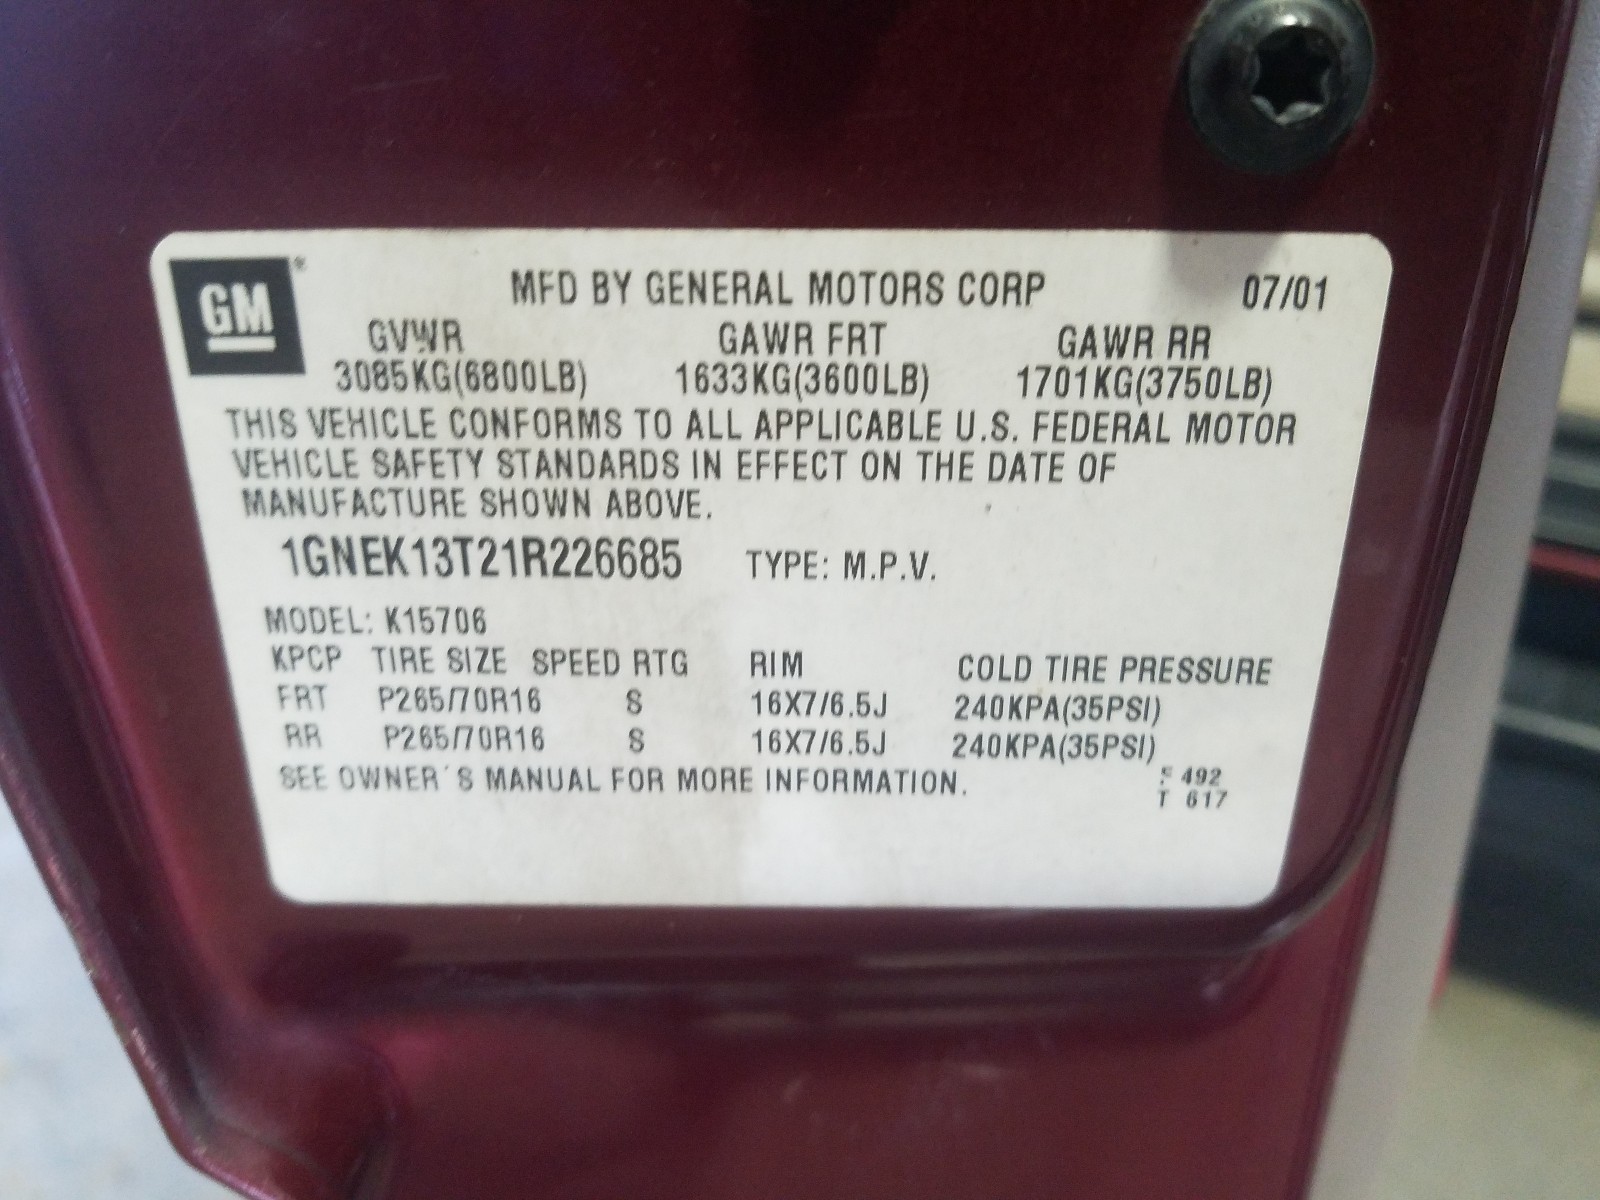 GM®
MFD BY GENERAL MOTORS CORP 07/01
GVWR GAWR FRT GAWR RR
3085KG(6800LB) 1633KG(3600LB) 1701KG(3750LB)
THIS VEHICLE CONFORMS TO ALL APPLICABLE U.S. FEDERAL MOTOR
VEHICLE SAFETY STANDARDS IN EFFECT ON THE DATE OF
MANUFACTURE SHOWN ABOVE.
1GNEK13T21R226685 TYPE: M.P.V.
MODEL: K15706
KPCP TIRE SIZE SPEED RTG RIM COLD TIRE PRESSURE
FRT P265/70R16 S 16X7/6.5J 240KPA(35PSI)
RR P265/70R16 S 16X7/6.5J 240KPA(35PSI)
SEE OWNER'S MANUAL FOR MORE INFORMATION.
492
T 617